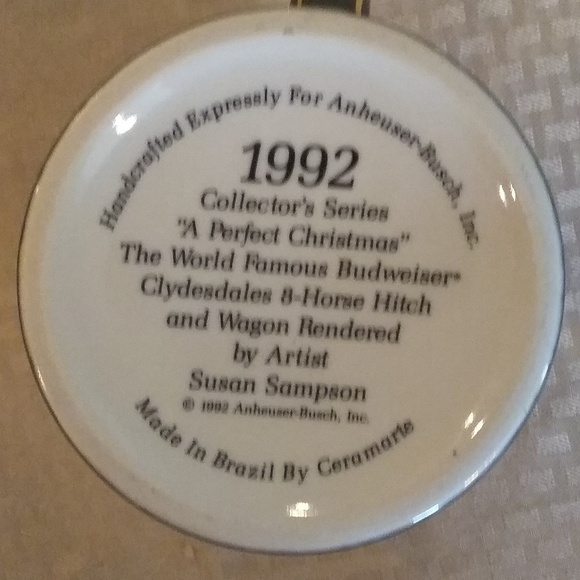 Handcrafted Expressly For Anheuser-Busch, Inc.
1992
Collector's Series
"A Perfect Christmas"
The World Famous Budweiser®
Clydesdales 8-Horse Hitch
and Wagon Rendered
by Artist
Susan Sampson
© 1992 Anheuser-Busch, Inc.
Made In Brazil By Ceramarte